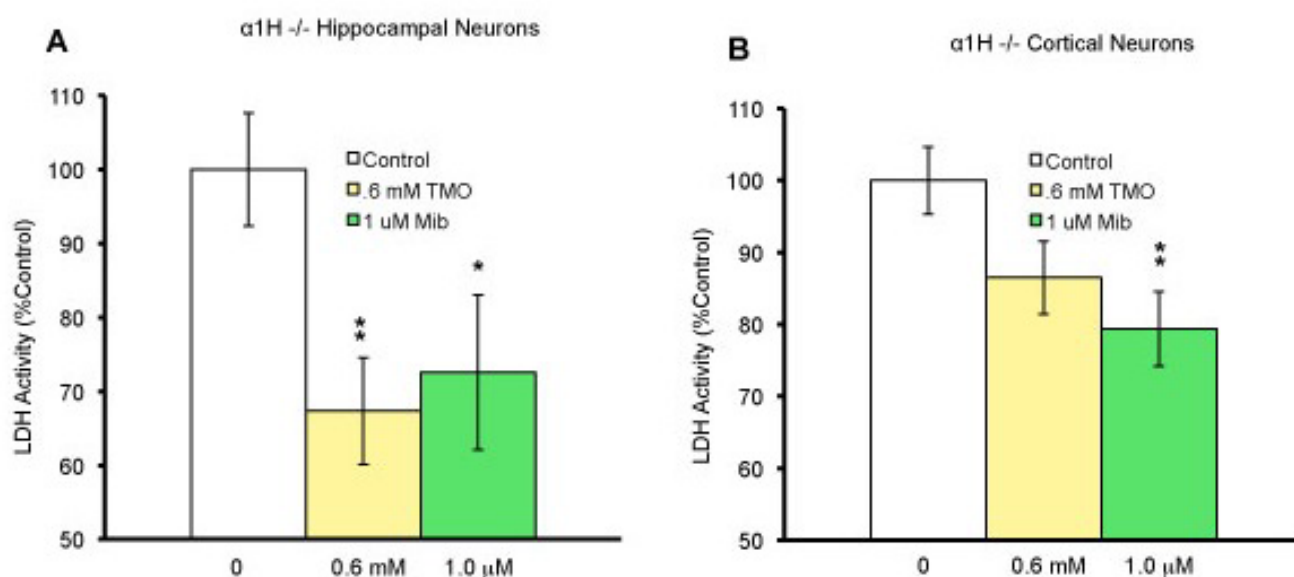 A
α1H -/- Hippocampal Neurons
LDH Activity (%Control)
110
100
90
80
70
60
50
Control
.6 mM TMO
1 uM Mib
**
*
0
0.6 mM
1.0 µM
B
α1H -/- Cortical Neurons
LDH Activity (%Control)
110
100
90
80
70
60
50
Control
.6 mM TMO
1 uM Mib
**
0
0.6 mM
1.0 µM